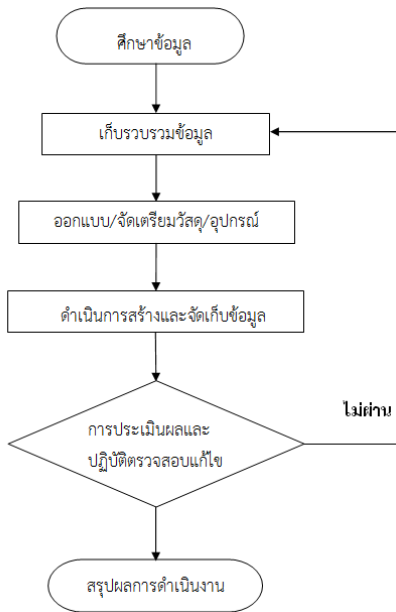 ศึกษาข้อมูล
เก็บรวบรวมข้อมูล
ออกแบบ/จัดเตรียมวัสดุ/อุปกรณ์
ดำเนินการสร้างและจัดเก็บข้อมูล
ไม่ผ่าน
การประเมินผลและ
ปฏิบัติตรวจสอบแก้ไข
สรุปผลการดำเนินงาน